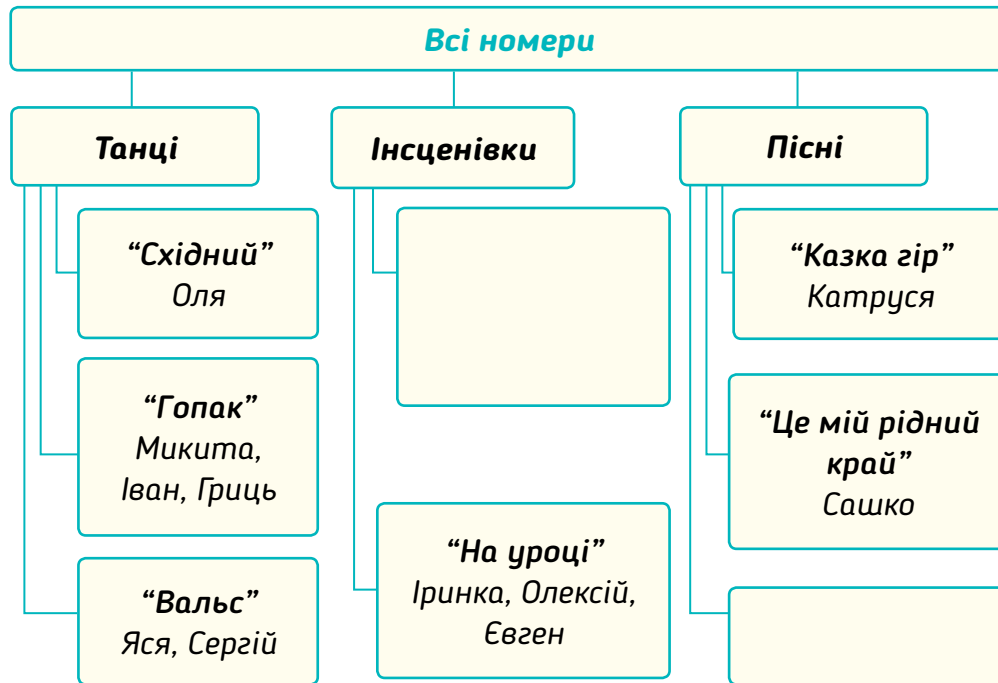 Всі номери
Танці
“Східний”
Оля
“Гопак”
Микита,
Іван, Гриць
“Вальс”
Яся, Сергій
Інсценівки
“На уроці”
Іринка, Олексій,
Євген
Пісні
“Казка гір”
Катруся
“Це мій рідний
край”
Сашко